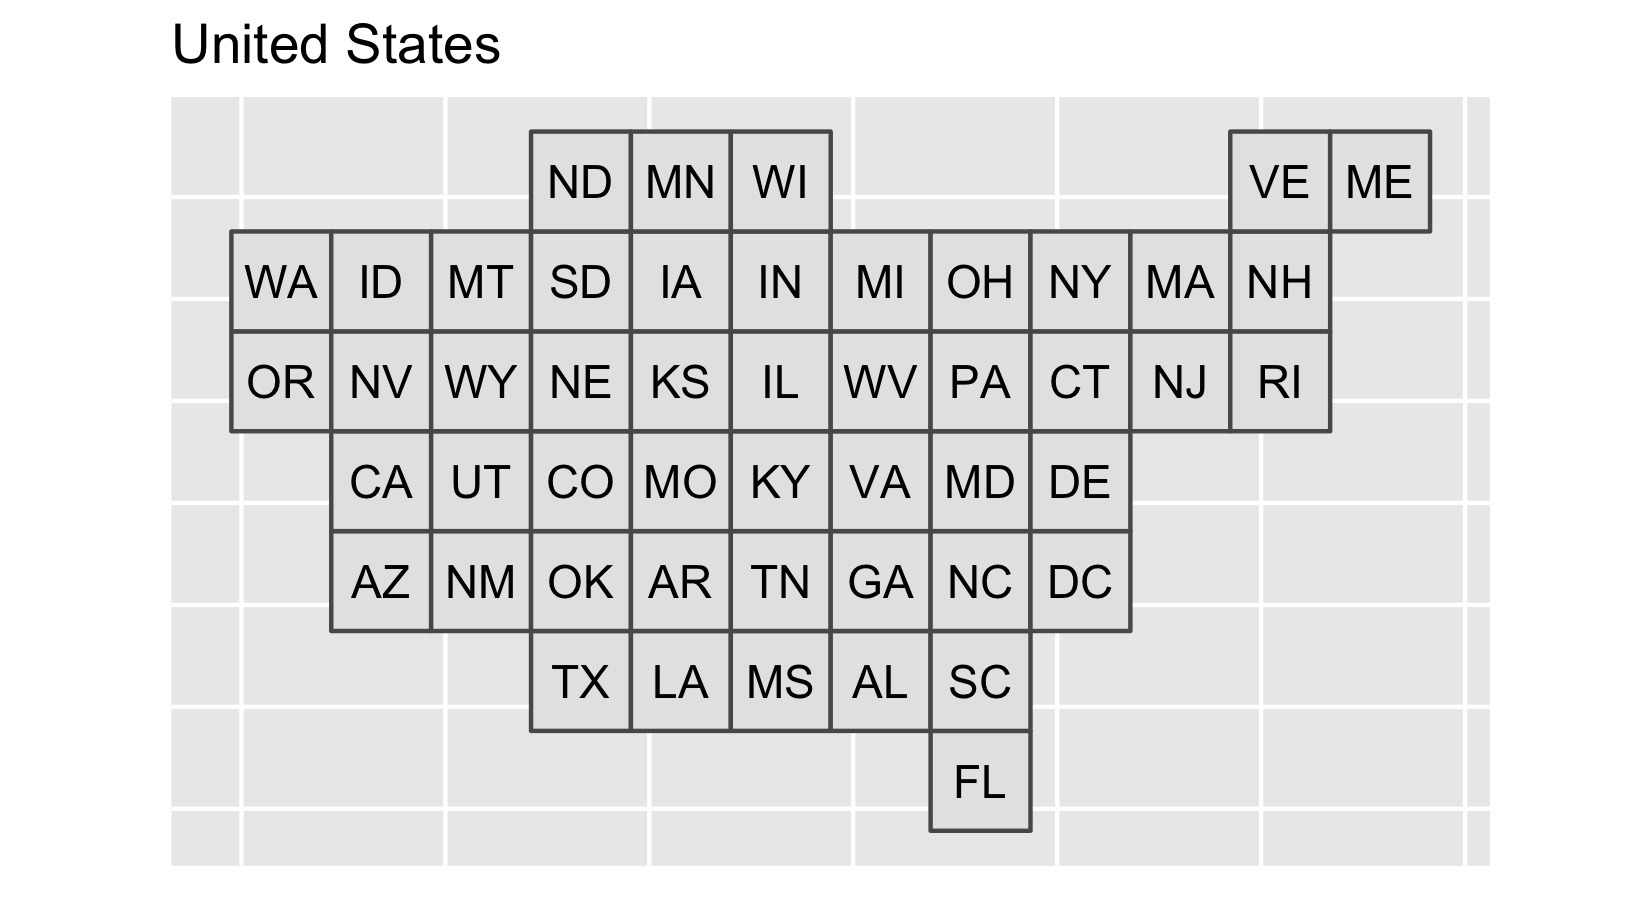 United States
ND MN WI VE ME
WA ID MT SD IA IN MI OH NY MA NH
OR NV WY NE KS IL WV PA CT NJ RI
CA UT CO MO KY VA MD DE
AZ NM OK AR TN GA NC DC
TX LA MS AL SC
FL